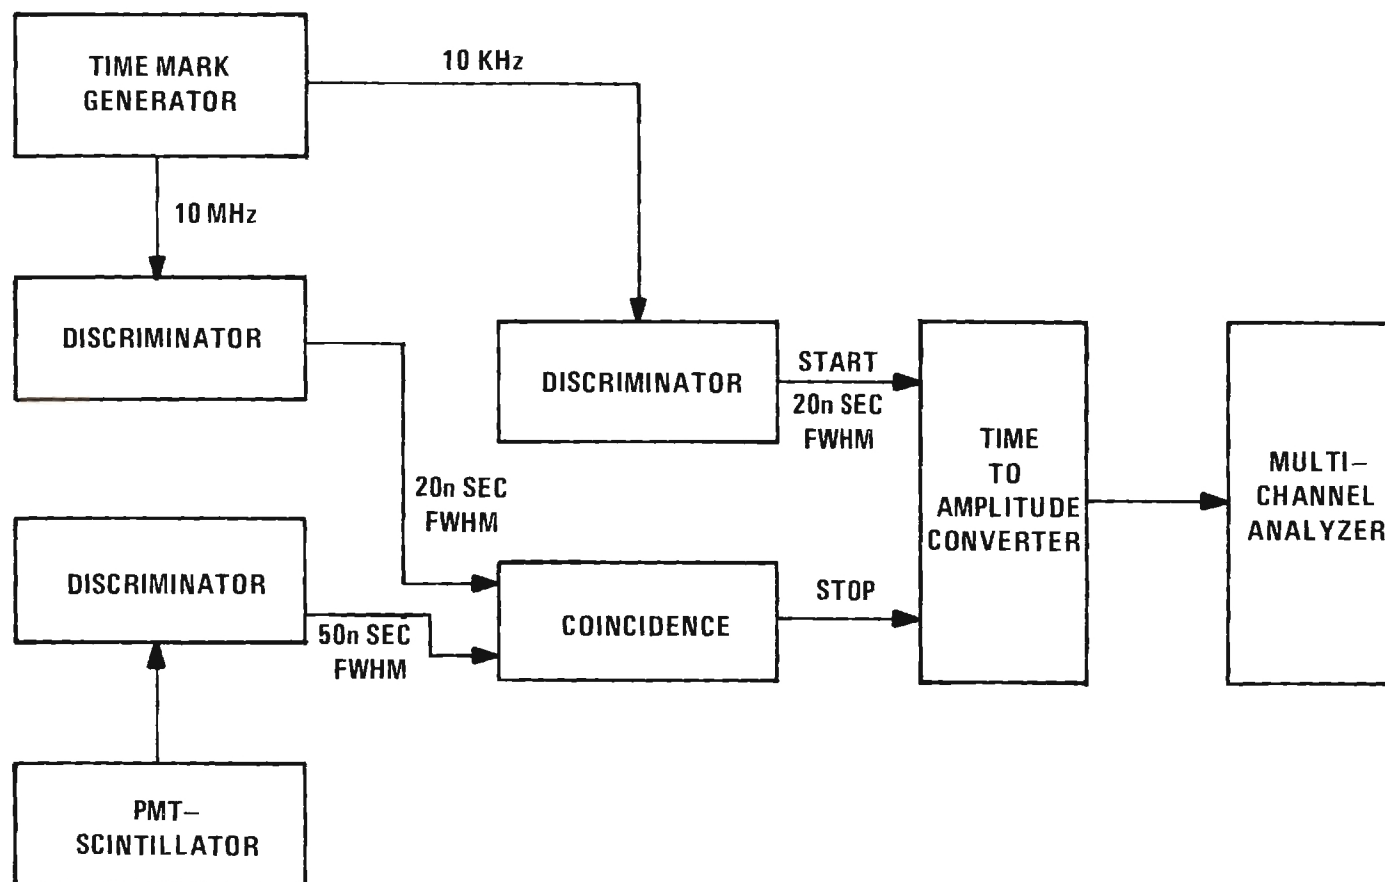 TIME MARK
GENERATOR
10 KHz
10 MHz
DISCRIMINATOR
DISCRIMINATOR
START
20n SEC
FWHM
TIME
TO
AMPLITUDE
CONVERTER
MULTI–
CHANNEL
ANALYZER
20n SEC
FWHM
DISCRIMINATOR
50n SEC
FWHM
COINCIDENCE
STOP
PMT–
SCINTILLATOR